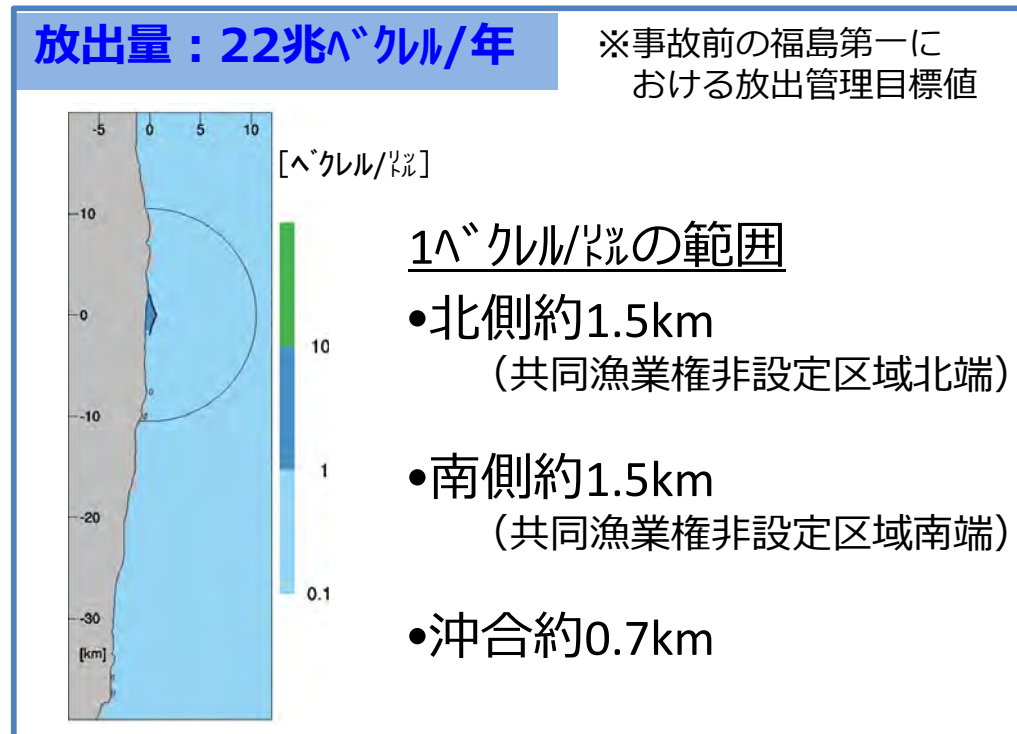 放出量：22兆ﾍﾞｸﾚﾙ/年
※事故前の福島第一に
おける放出管理目標値
-5 0 5 10
[ﾍﾞｸﾚﾙ/㍑]
10
0
-10
-20
-30
[km]
10
1
0.1
1ﾍﾞｸﾚﾙ/㍑の範囲
•北側約1.5km
（共同漁業権非設定区域北端）
•南側約1.5km
（共同漁業権非設定区域南端）
•沖合約0.7km